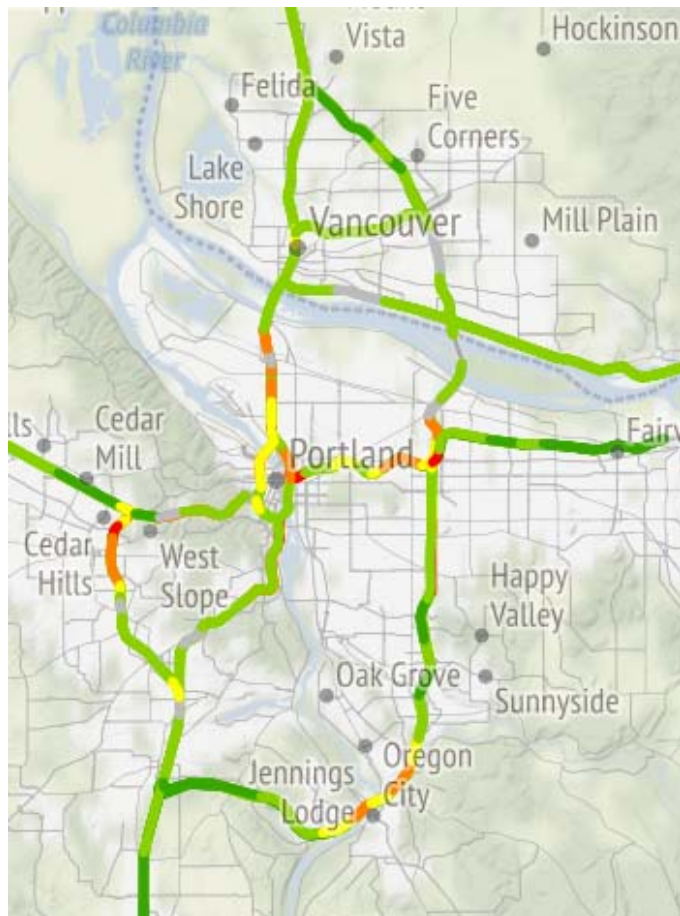 Columbia
River
Vista
Hockinson
Felida
Five
Corners
Lake
Shore
Vancouver
Mill Plain
Cedar
Mill
Portland
Cedar
Hills
West
Slope
Happy
Valley
Oak Grove
Sunnyside
Oregon
City
Jennings
Lodge